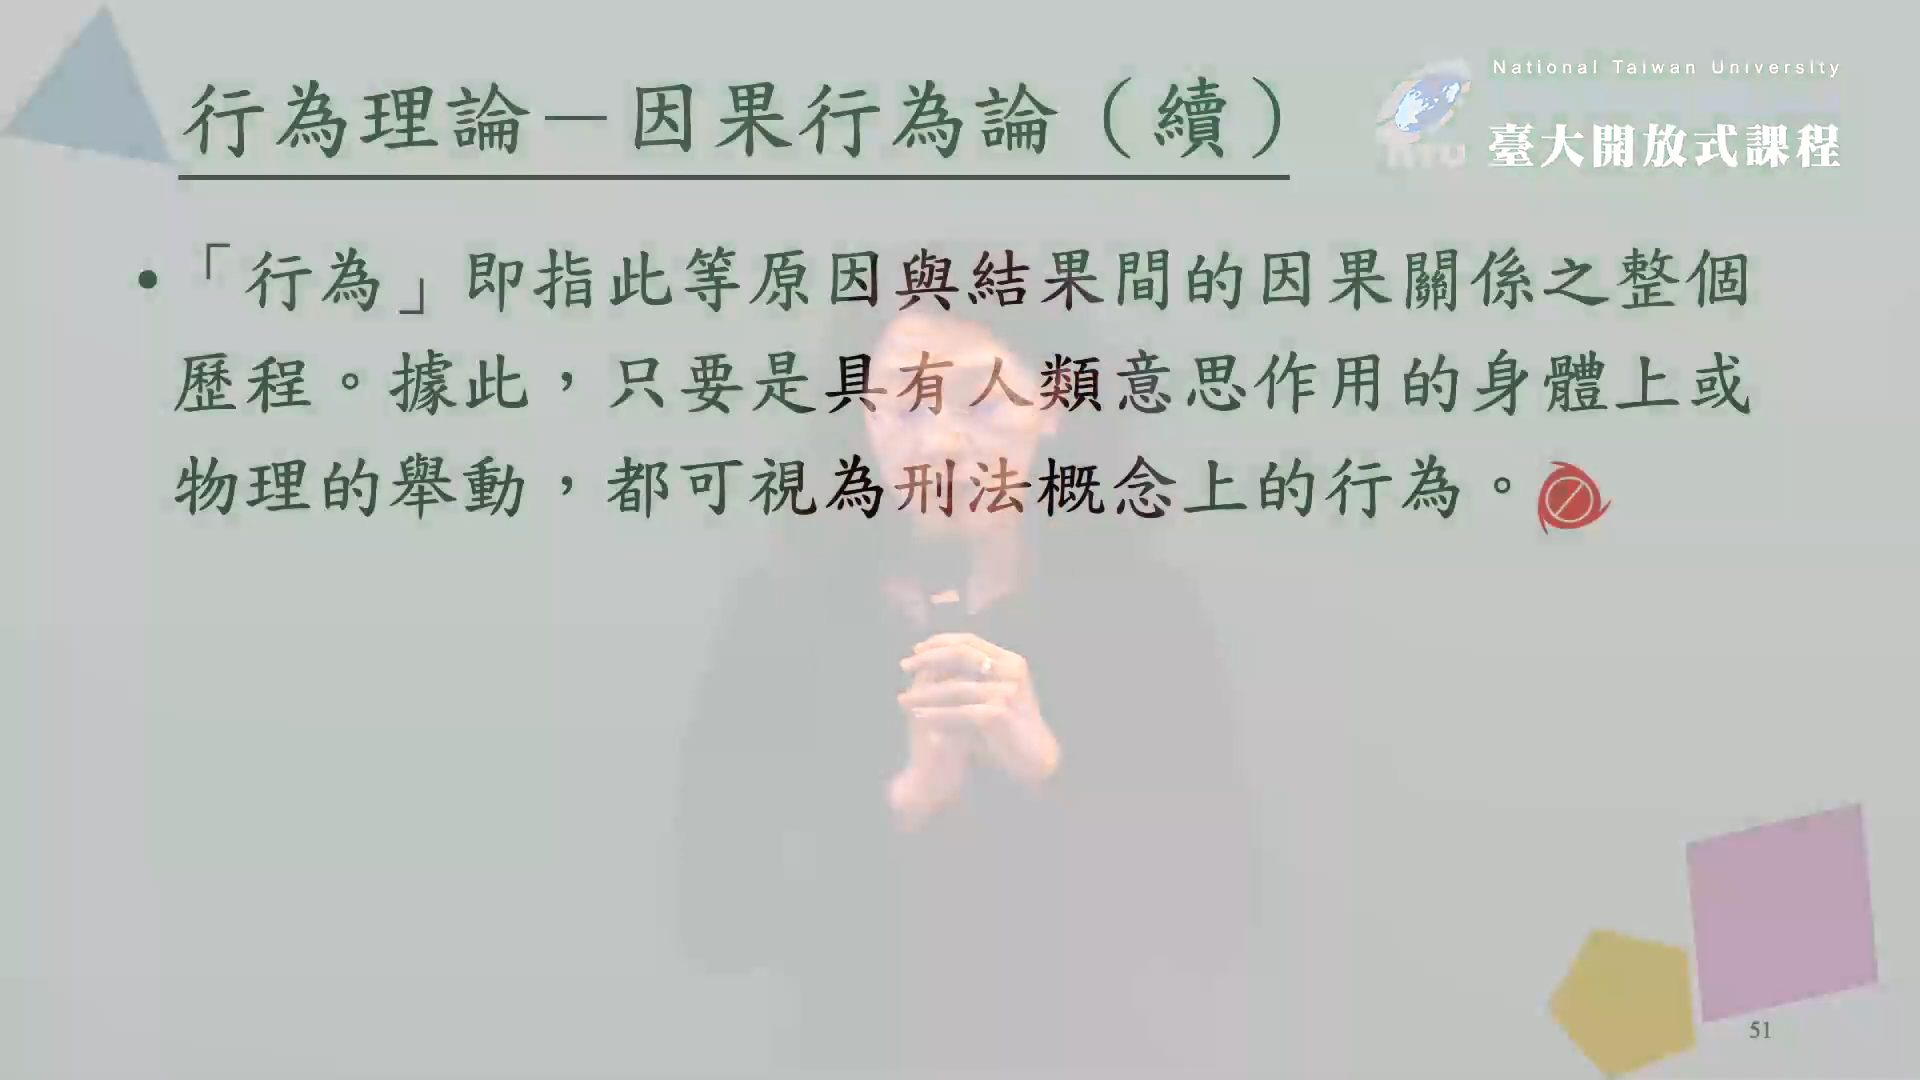 行為理論－因果行為論（續）
National Taiwan University
臺大開放式課程
NTU
•「行為」即指此等原因與結果間的因果關係之整個
歷程。據此，只要是具有人類意思作用的身體上或
物理的舉動，都可視為刑法概念上的行為。
51